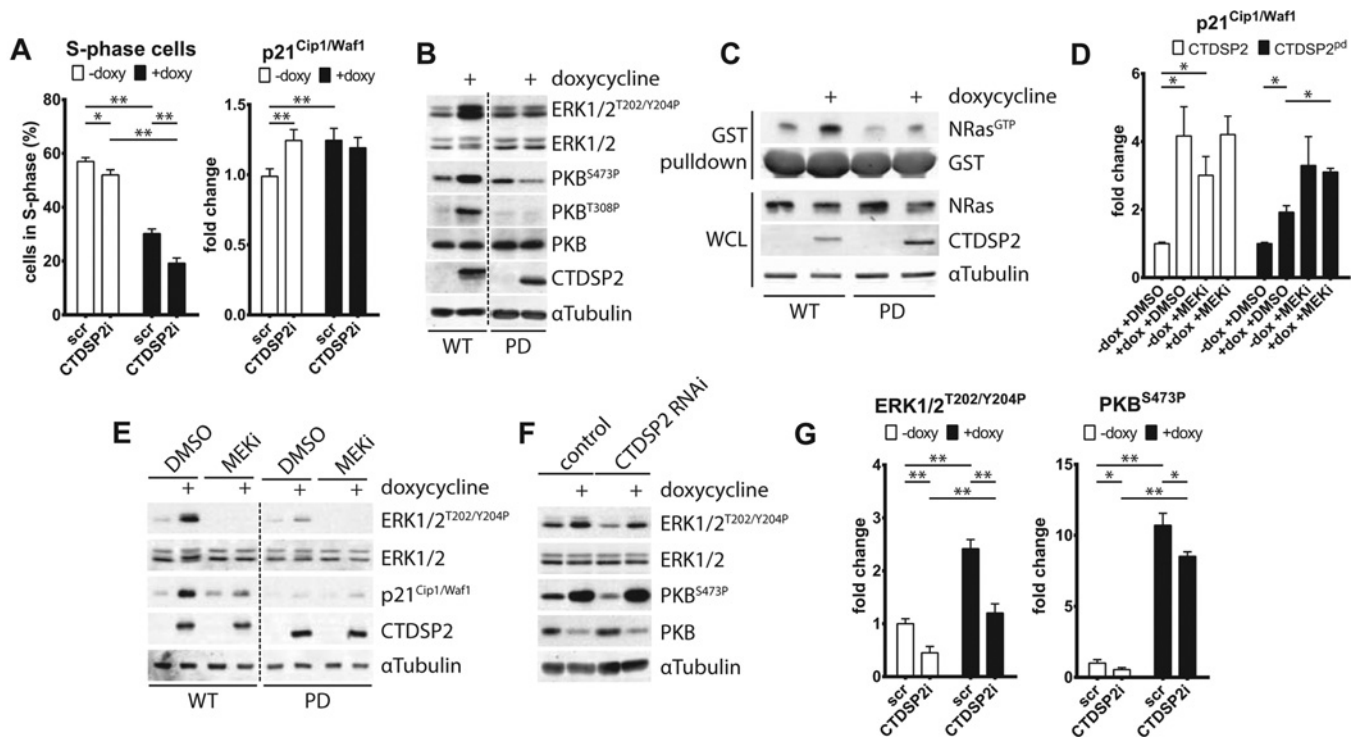 A
S-phase cells
-doxy +doxy
** 
* **
**
cells in S-phase (%)
80
60
40
20
0
scr
CTDSP2i
scr
CTDSP2i
p21Cip1/Waf1
-doxy +doxy
**
**
fold change
1.5
1.0
0.5
0.0
scr
CTDSP2i
scr
CTDSP2i
B
+ + doxycycline
ERK1/2T202/Y204P
ERK1/2
PKBS473P
PKBT308P
PKB
CTDSP2
αTubulin
WT PD
C
+ + doxycycline
GST pulldown
NRasGTP
GST
WCL
NRas
CTDSP2
αTubulin
WT PD
D
p21Cip1/Waf1
CTDSP2 CTDSP2pd
*
* * *
fold change
6
4
2
0
-dox +DMSO
+dox +DMSO
-dox +MEKi
+dox +MEKi
-dox +DMSO
+dox +DMSO
-dox +MEKi
+dox +MEKi
E
DMSO MEKi DMSO MEKi
+ + + + doxycycline
ERK1/2T202/Y204P
ERK1/2
p21Cip1/Waf1
CTDSP2
αTubulin
WT PD
F
control CTDSP2 RNAi
+ + doxycycline
ERK1/2T202/Y204P
ERK1/2
PKBS473P
PKB
αTubulin
G
ERK1/2T202/Y204P
-doxy +doxy
**
** **
**
fold change
4
3
2
1
0
scr
CTDSP2i
scr
CTDSP2i
PKBS473P
-doxy +doxy
**
* *
**
fold change
15
10
5
0
scr
CTDSP2i
scr
CTDSP2i